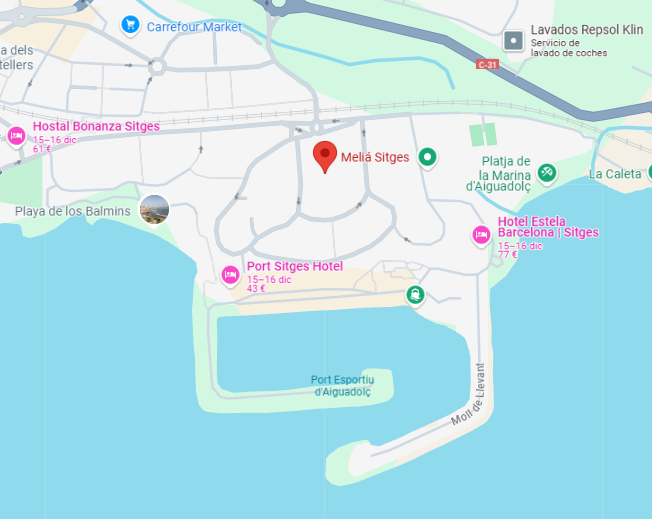 Carrefour Market
Lavados Repsol Klin
Servicio de
lavado de coches
a dels
tellers
C-31
Hostal Bonanza Sitges
15–16 dic
61 €
Meliá Sitges
Platja de
la Marina
d'Aiguadolç
La Caleta
Playa de los Balmins
Hotel Estela
Barcelona | Sitges
15–16 dic
77 €
Port Sitges Hotel
15–16 dic
43 €
Port Esportiu
d'Aiguadolç
Moll de Llevant